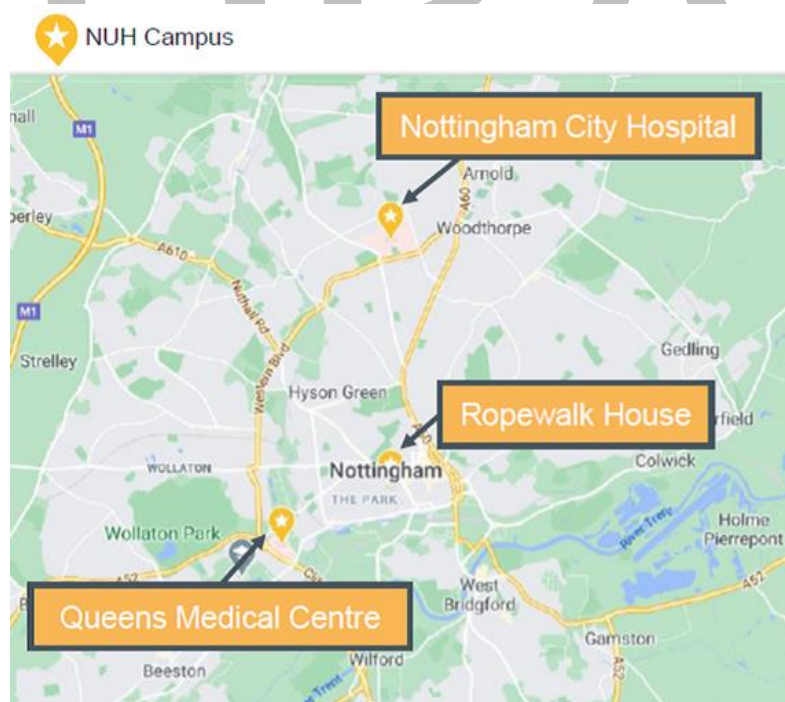 NUH Campus
M1
Nottingham City Hospital
Arnold
A60
Woodthorpe
A610
Nuthall Rd
M1
Strelley
Western Blvd
Gedling
Hyson Green
Ropewalk House
WOLLATON
Nottingham
Colwick
THE PARK
River Trent
Wollaton Park
Holme
Pierrepont
A52
A52
West
Bridgford
Queens Medical Centre
Gamston
Wilford
A52
Beeston